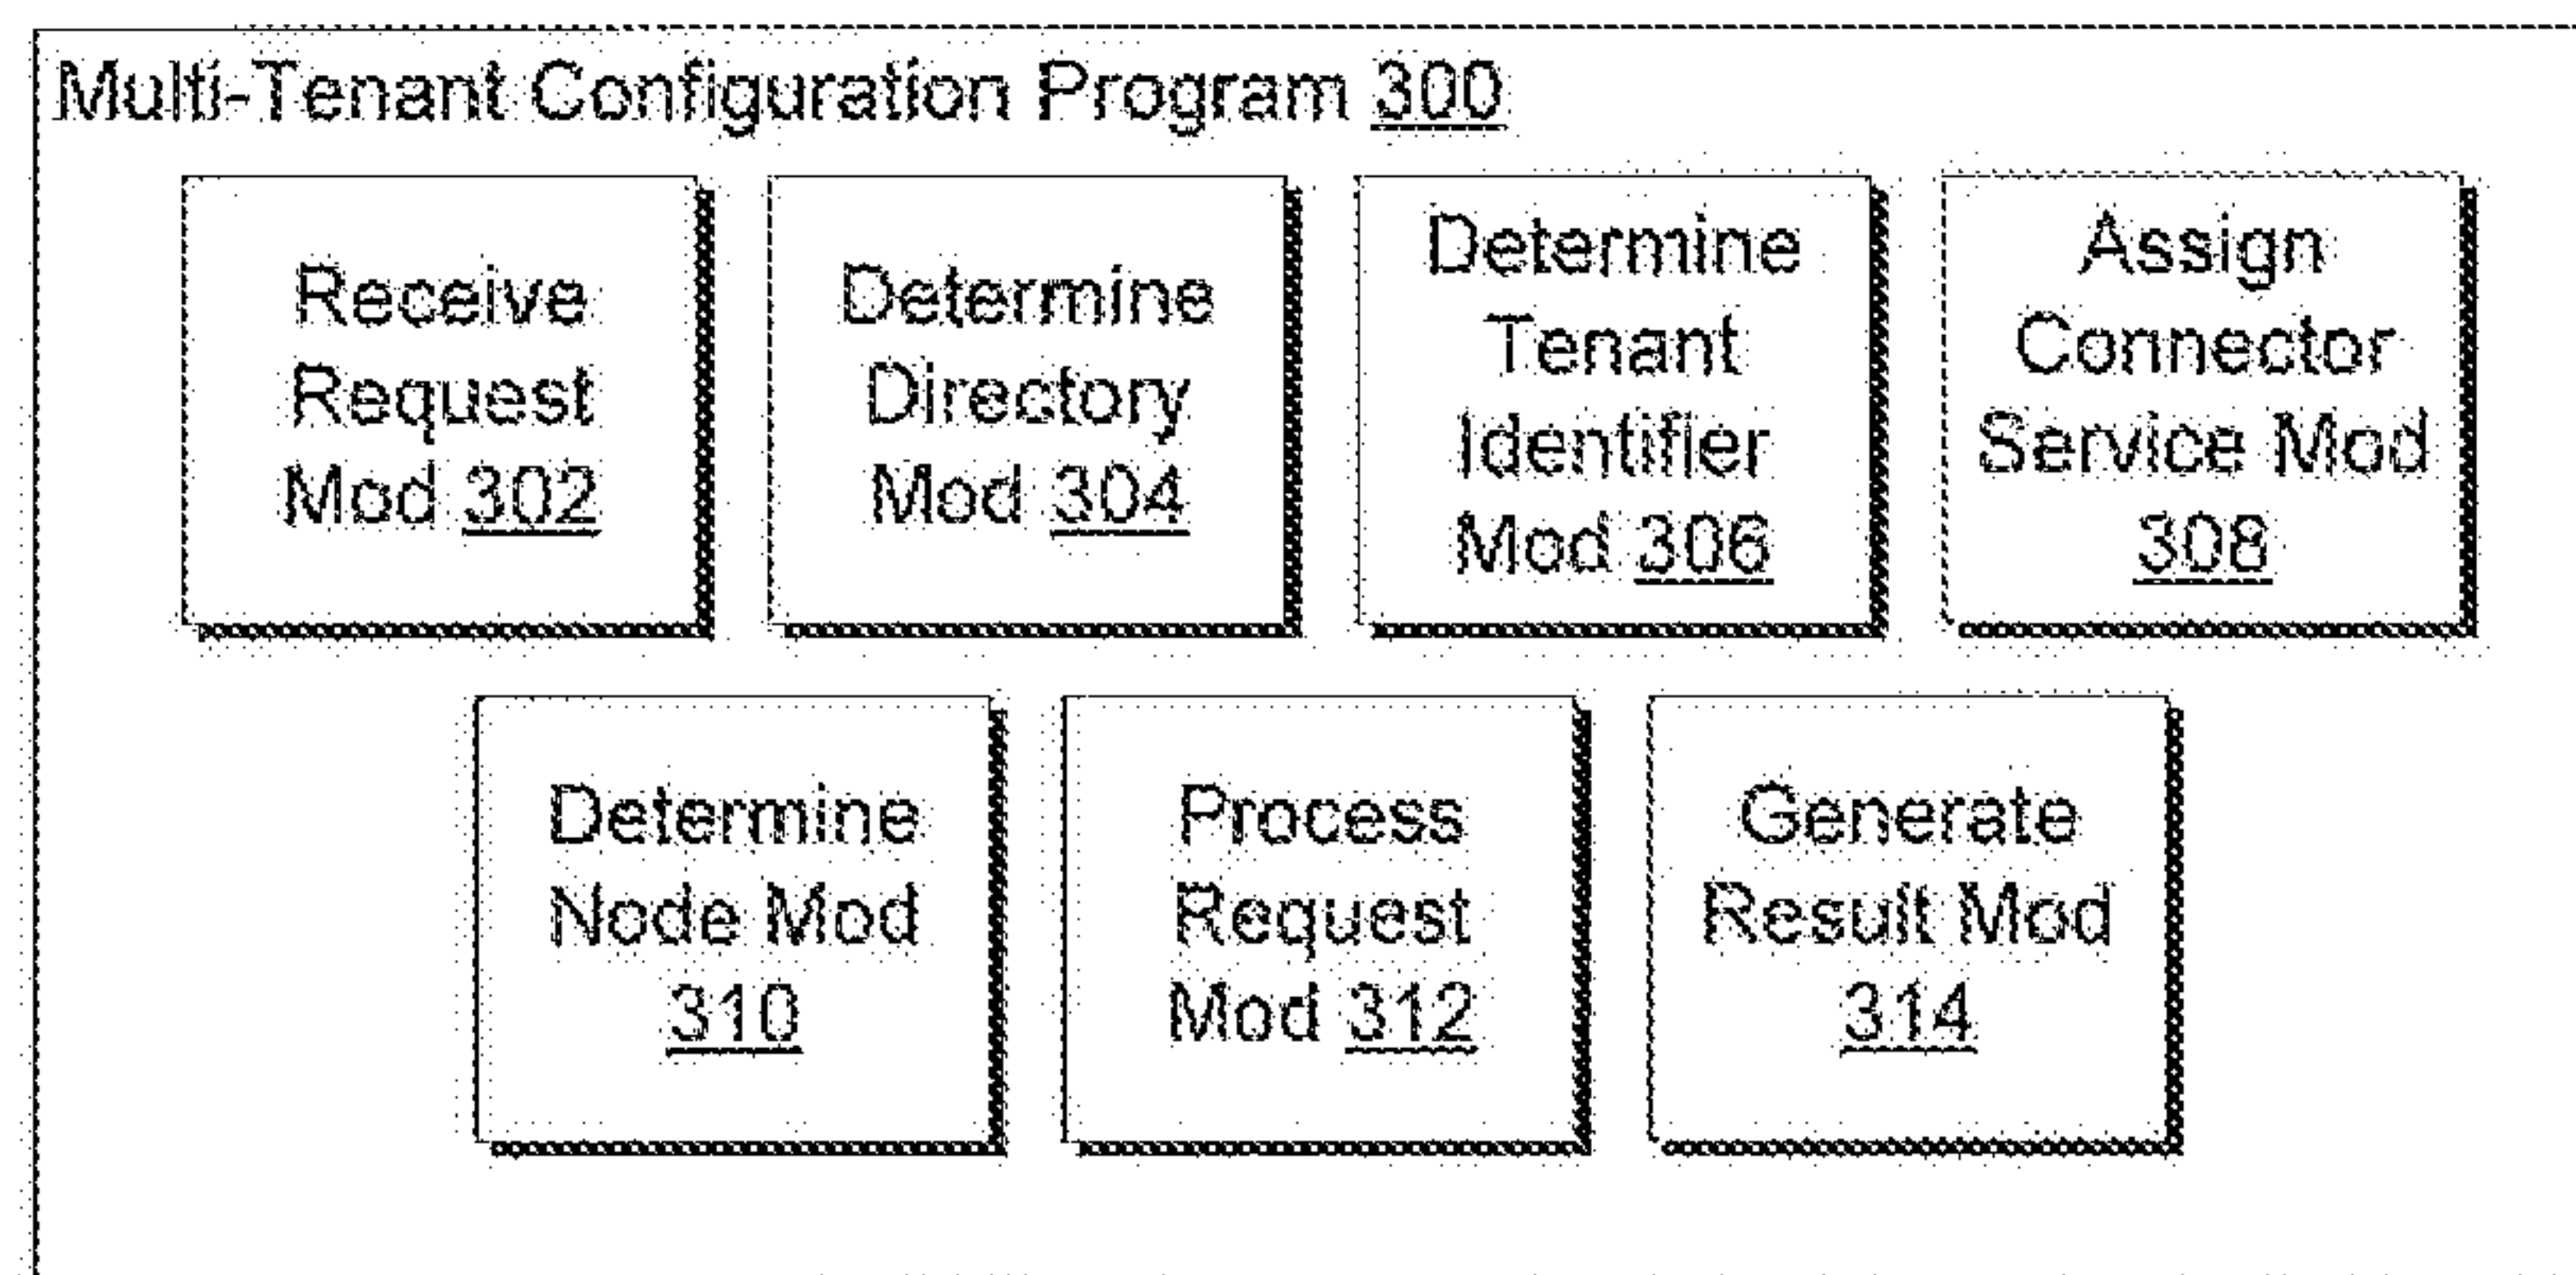 Multi-Tenant Configuration Program 300
Receive
Request
Mod 302
Determine
Directory
Mod 304
Determine
Tenant
Identifier
Mod 306
Assign
Connector
Service Mod
308
Determine
Node Mod
310
Process
Request
Mod 312
Generate
Result Mod
314